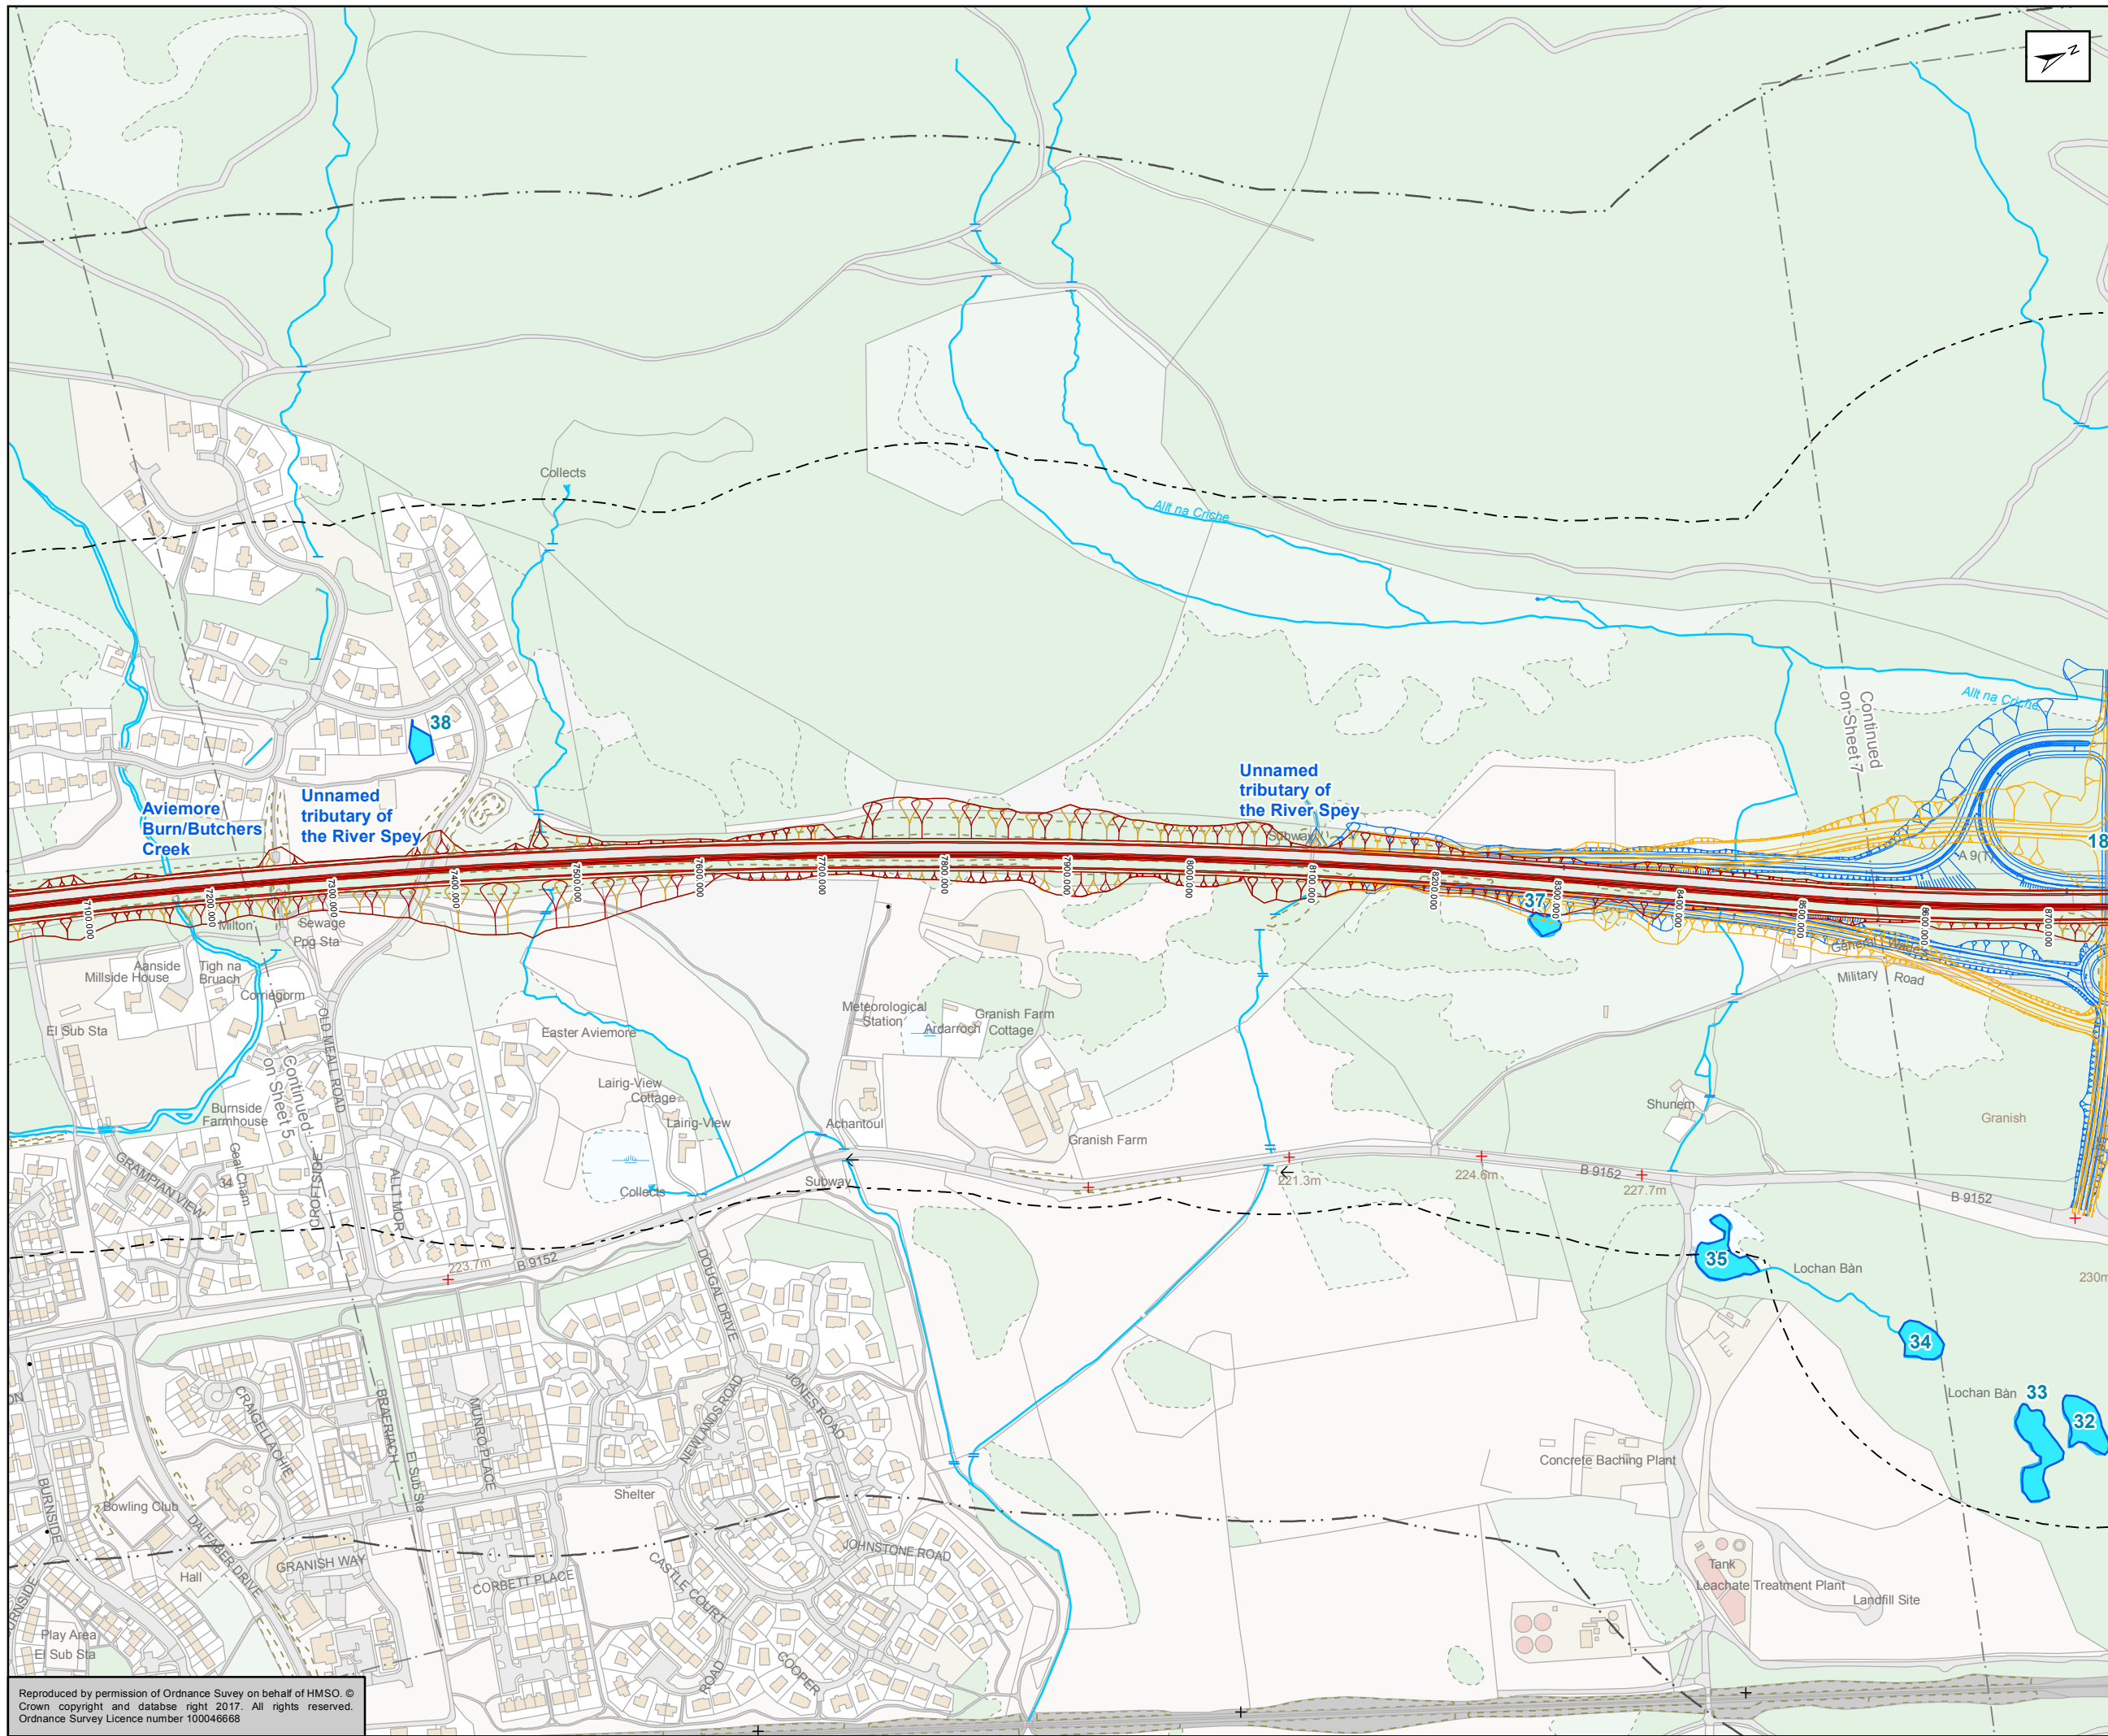 N
Collects
Allt na Criche
Allt na Criche
Continued
on Sheet 7
38
Unnamed
tributary of
the River Spey
Aviemore
Burn/Butchers
Creek
Unnamed
tributary of
the River Spey
Subway
18
A 9(T)
7100.000
7200.000
7300.000
7400.000
7500.000
7600.000
7700.000
7800.000
7900.000
8000.000
8100.000
8200.000
8300.000
8400.000
8500.000
8600.000
8700.000
37
Milton
Sewage
Ppg Sta
General Wade's
Military Road
Aanside
Millside House
Tigh na
Bruach
Corriegorm
El Sub Sta
OLD MEALL ROAD
Easter Aviemore
Meteorological
Station
Ardarroch
Granish Farm
Cottage
Continued
on Sheet 5
Lairig-View
Cottage
Lairig-View
Burnside
Farmhouse
Achantoul
Granish Farm
Shunem
Granish
GRAMPIAN VIEW
34
Geal Charn
CROFTSIDE
ALLT MOR
Collects
Subway
221.3m
224.6m
B 9152
227.7m
B 9152
223.7m
B 9152
DOUGAL DRIVE
35
Lochan Bàn
230m
34
Lochan Bàn
33
32
CRAIGELLACHIE
BRAERIACH
El Sub Sta
MUNRO PLACE
NEWLANDS ROAD
JONES ROAD
Concrete Baching Plant
BURNSIDE
Bowling Club
Shelter
DALFABER DRIVE
Hall
GRANISH WAY
CORBETT PLACE
CASTLE COURT
JOHNSTONE ROAD
Tank
Leachate Treatment Plant
Landfill Site
BURNSIDE
Play Area
El Sub Sta
ROAD
COOPER
Reproduced by permission of Ordnance Suvey on behalf of HMSO. ©
Crown copyright and databse right 2017. All rights reserved.
Ordnance Survey Licence number 100046668